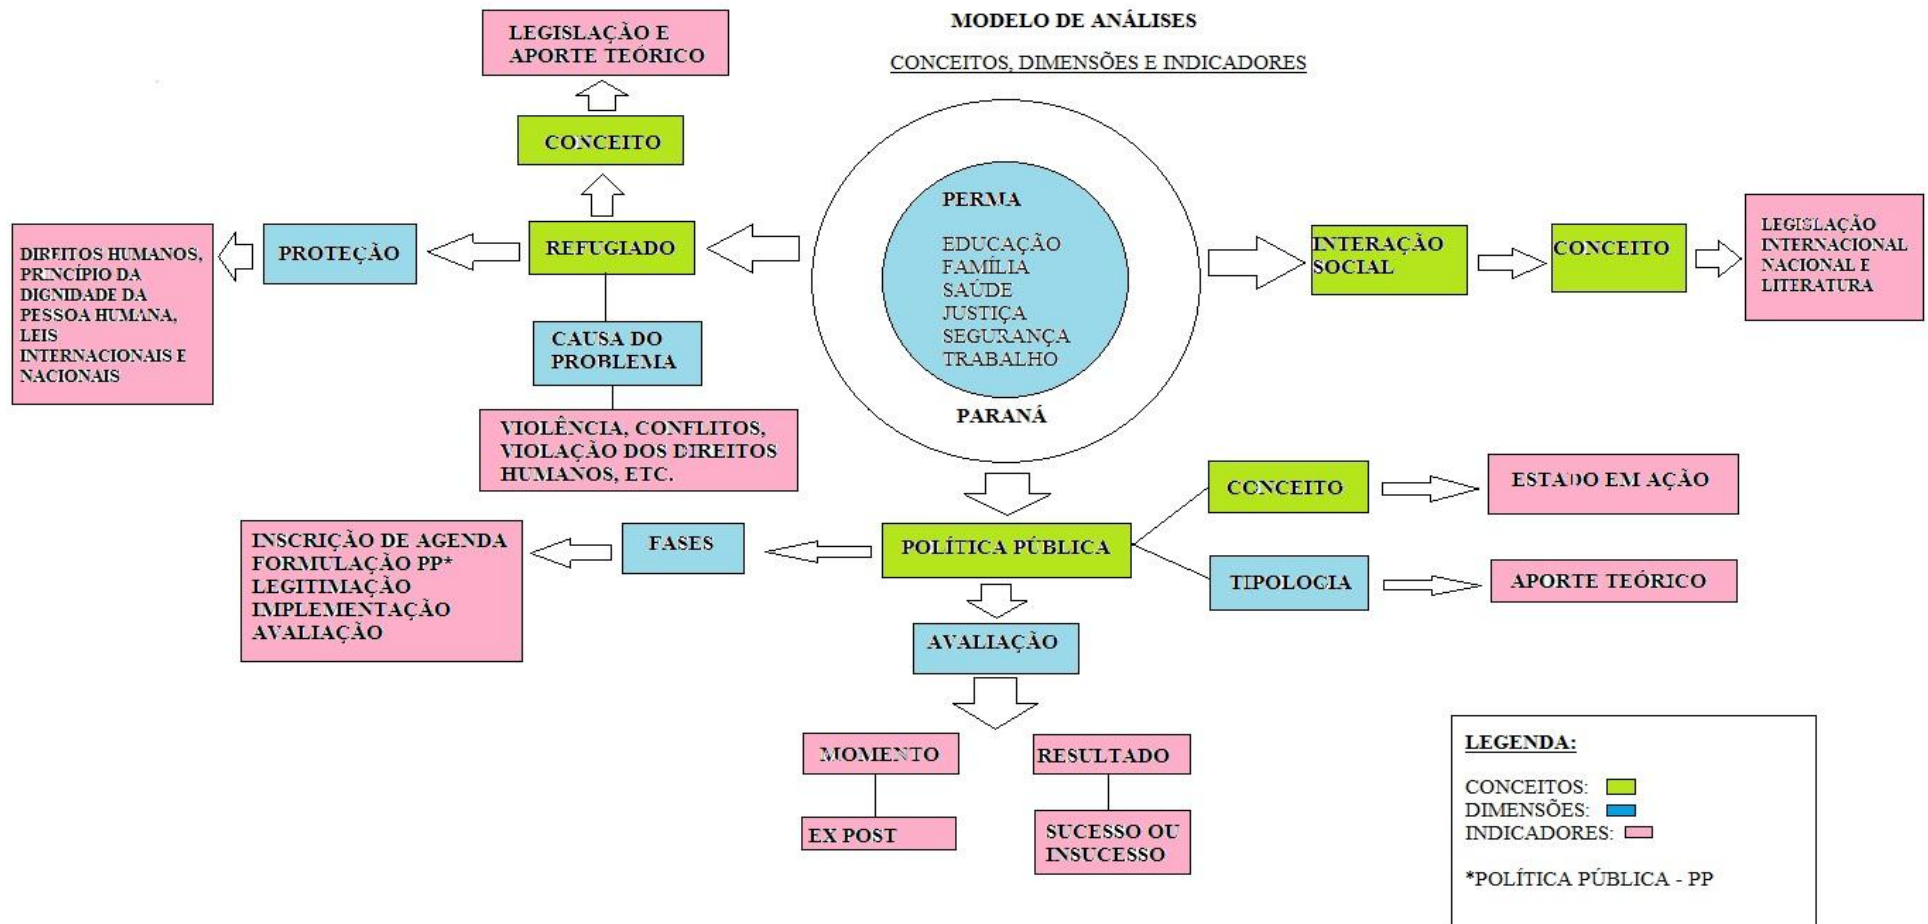 MODELO DE ANÁLISES
CONCEITOS, DIMENSÕES E INDICADORES
LEGISLAÇÃO E
APORTE TEÓRICO
CONCEITO
REFUGIADO
PROTEÇÃO
DIREITOS HUMANOS,
PRINCÍPIO DA
DIGNIDADE DA
PESSOA HUMANA,
LEIS
INTERNACIONAIS E
NACIONAIS
CAUSA DO
PROBLEMA
VIOLÊNCIA, CONFLITOS,
VIOLAÇÃO DOS DIREITOS
HUMANOS, ETC.
PERMA
EDUCAÇÃO
FAMÍLIA
SAÚDE
JUSTIÇA
SEGURANÇA
TRABALHO
PARANÁ
INTERAÇÃO
SOCIAL
CONCEITO
LEGISLAÇÃO
INTERNACIONAL
NACIONAL E
LITERATURA
POLÍTICA PÚBLICA
CONCEITO
ESTADO EM AÇÃO
TIPOLOGIA
APORTE TEÓRICO
FASES
INSCRIÇÃO DE AGENDA
FORMULAÇÃO PP*
LEGITIMAÇÃO
IMPLEMENTAÇÃO
AVALIAÇÃO
AVALIAÇÃO
MOMENTO
EX POST
RESULTADO
SUCESSO OU
INSUCESSO
LEGENDA:
CONCEITOS:
DIMENSÕES:
INDICADORES:
*POLÍTICA PÚBLICA - PP